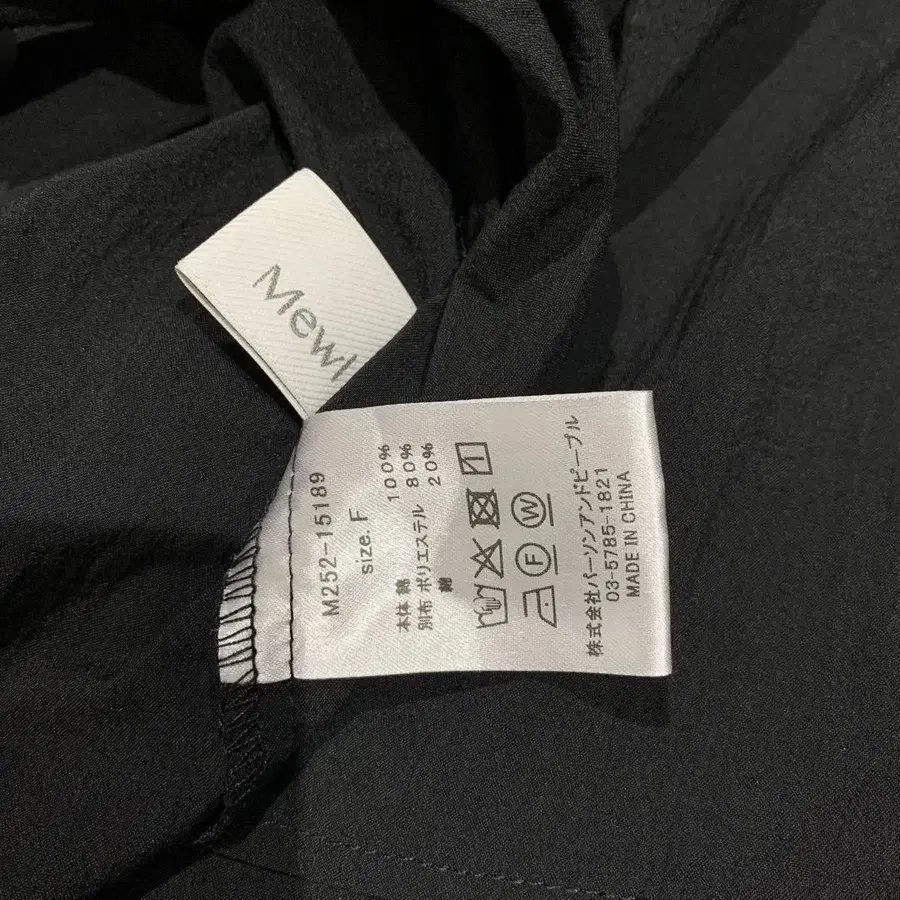 Mewl
M252-15189
size. F
本体 綿 100%
別布 ポリエステル 80%
綿 20%
F W
株式会社パーソンアンドピープル
03-5785-1821
MADE IN CHINA